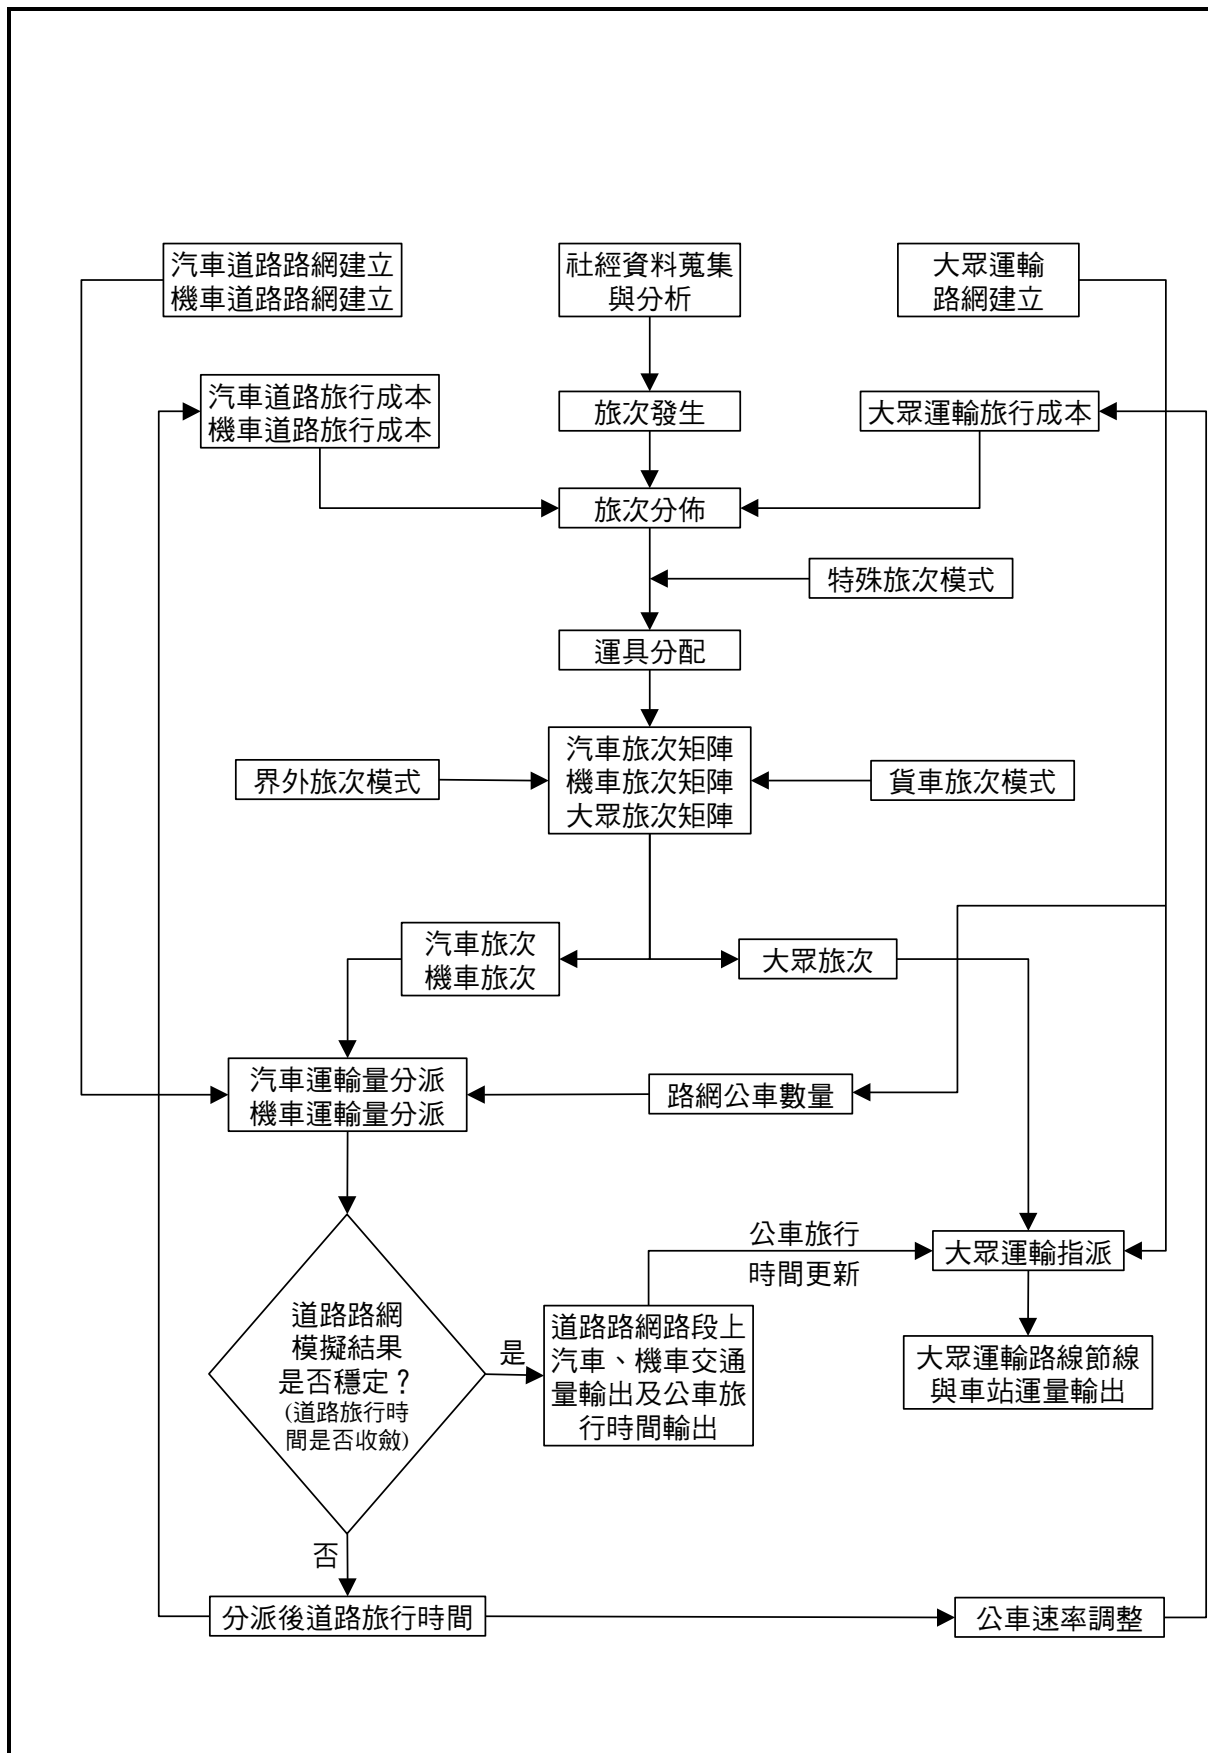 汽車道路路網建立
機車道路路網建立
社經資料蒐集
與分析
大眾運輸
路網建立
汽車道路旅行成本
機車道路旅行成本
旅次發生
大眾運輸旅行成本
旅次分佈
特殊旅次模式
運具分配
汽車旅次矩陣
機車旅次矩陣
大眾旅次矩陣
界外旅次模式
貨車旅次模式
汽車旅次
機車旅次
大眾旅次
汽車運輸量分派
機車運輸量分派
路網公車數量
公車旅行
時間更新
大眾運輸指派
道路路網
模擬結果
是否穩定？
(道路旅行時
間是否收斂)
是
道路路網路段上
汽車、機車交通
量輸出及公車旅
行時間輸出
大眾運輸路線節線
與車站運量輸出
否
分派後道路旅行時間
公車速率調整